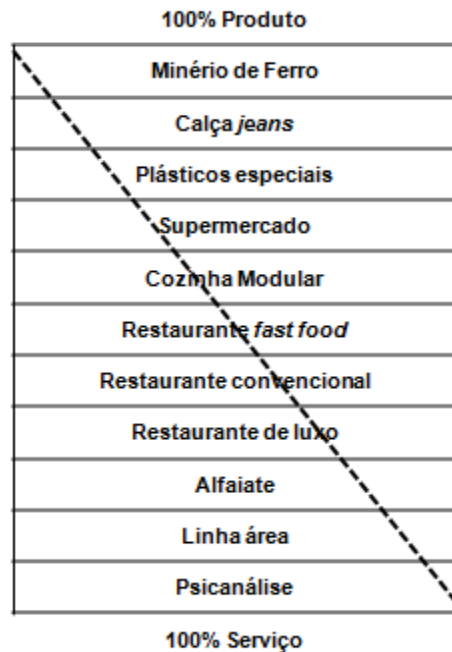 100% Produto
Minério de Ferro
Calça jeans
Plásticos especiais
Supermercado
Cozinha Modular
Restaurante fast food
Restaurante convencional
Restaurante de luxo
Alfaiate
Linha área
Psicanálise
100% Serviço